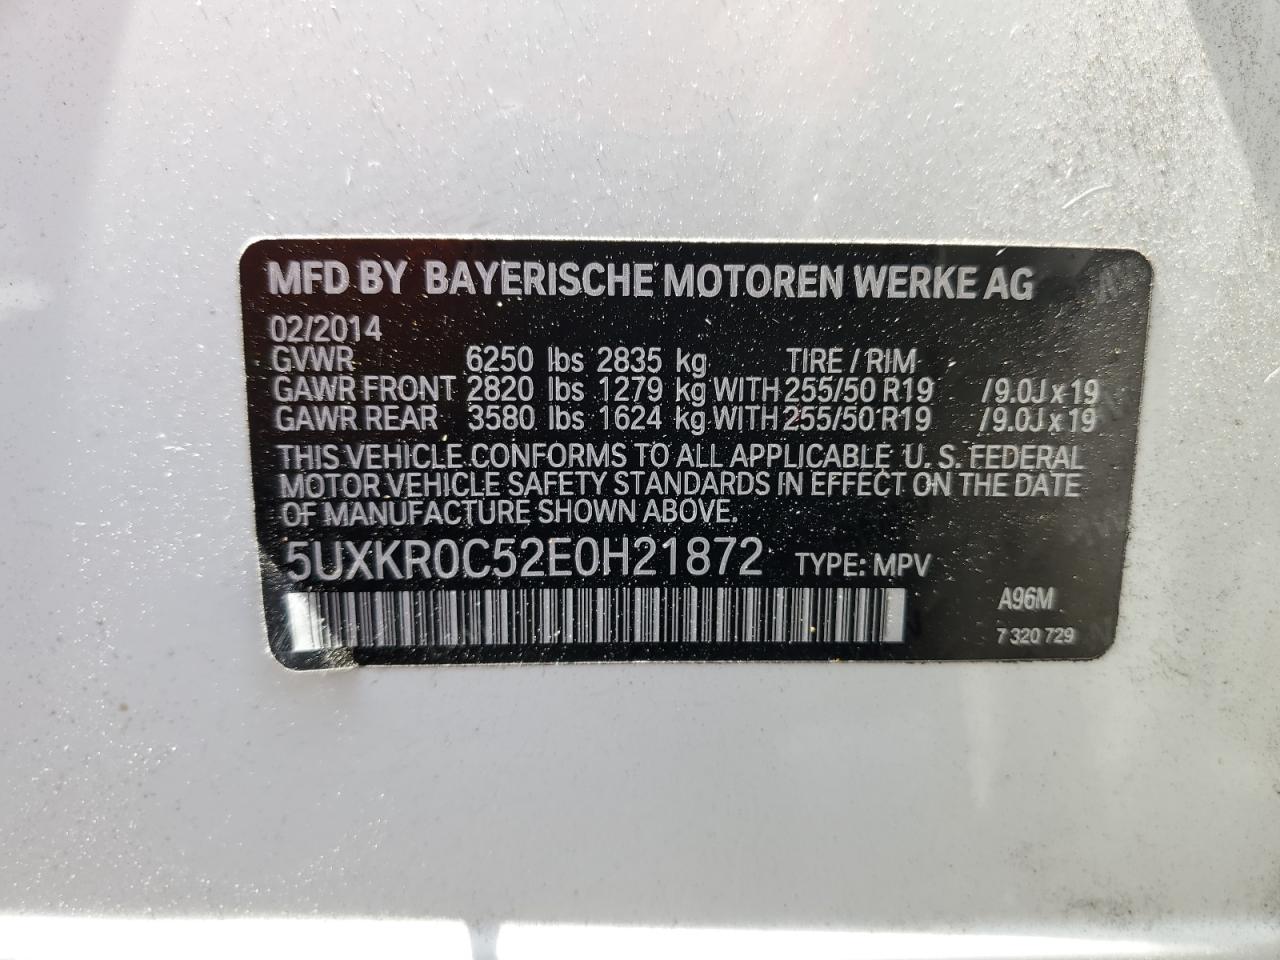 MFD BY BAYERISCHE MOTOREN WERKE AG
02/2014
GVWR 6250 lbs 2835 kg TIRE / RIM
GAWR FRONT 2820 lbs 1279 kg WITH 255/50 R19 /9.0J x 19
GAWR REAR 3580 lbs 1624 kg WITH 255/50 R19 /9.0J x 19
THIS VEHICLE CONFORMS TO ALL APPLICABLE U. S. FEDERAL
MOTOR VEHICLE SAFETY STANDARDS IN EFFECT ON THE DATE
OF MANUFACTURE SHOWN ABOVE.
5UXKR0C52E0H21872 TYPE: MPV
A96M
7 320 729